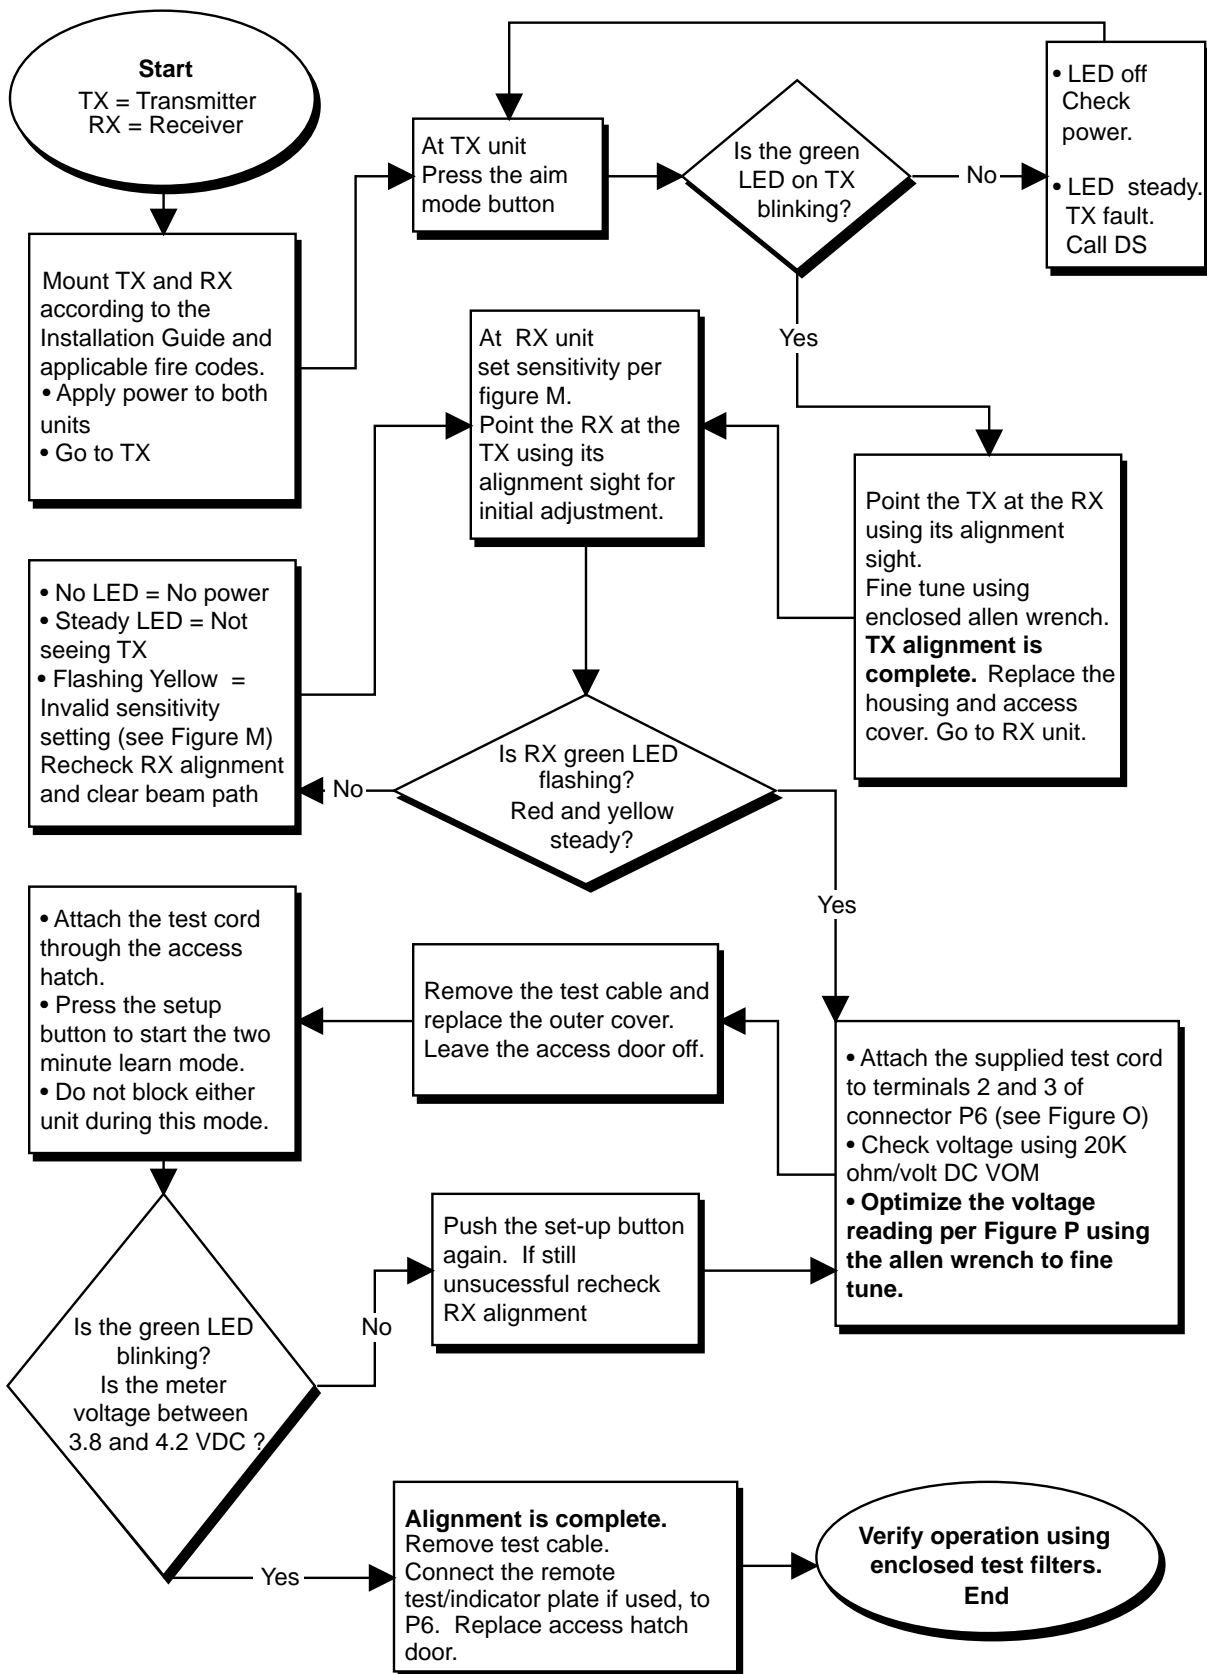 Start
TX = Transmitter
RX = Receiver
Mount TX and RX
according to the
Installation Guide and
applicable fire codes.
• Apply power to both
units
• Go to TX
At TX unit
Press the aim
mode button
Is the green
LED on TX
blinking?
No
• LED off
Check
power.
• LED steady.
TX fault.
Call DS
Yes
Point the TX at the RX
using its alignment
sight.
Fine tune using
enclosed allen wrench.
TX alignment is
complete. Replace the
housing and access
cover. Go to RX unit.
At RX unit
set sensitivity per
figure M.
Point the RX at the
TX using its
alignment sight for
initial adjustment.
Is RX green LED
flashing?
Red and yellow
steady?
No
• No LED = No power
• Steady LED = Not
seeing TX
• Flashing Yellow =
Invalid sensitivity
setting (see Figure M)
Recheck RX alignment
and clear beam path
Yes
• Attach the supplied test cord
to terminals 2 and 3 of
connector P6 (see Figure O)
• Check voltage using 20K
ohm/volt DC VOM
• Optimize the voltage
reading per Figure P using
the allen wrench to fine
tune.
Remove the test cable and
replace the outer cover.
Leave the access door off.
• Attach the test cord
through the access
hatch.
• Press the setup
button to start the two
minute learn mode.
• Do not block either
unit during this mode.
Is the green LED
blinking?
Is the meter
voltage between
3.8 and 4.2 VDC ?
No
Push the set-up button
again. If still
unsucessful recheck
RX alignment
Yes
Alignment is complete.
Remove test cable.
Connect the remote
test/indicator plate if used, to
P6. Replace access hatch
door.
Verify operation using
enclosed test filters.
End